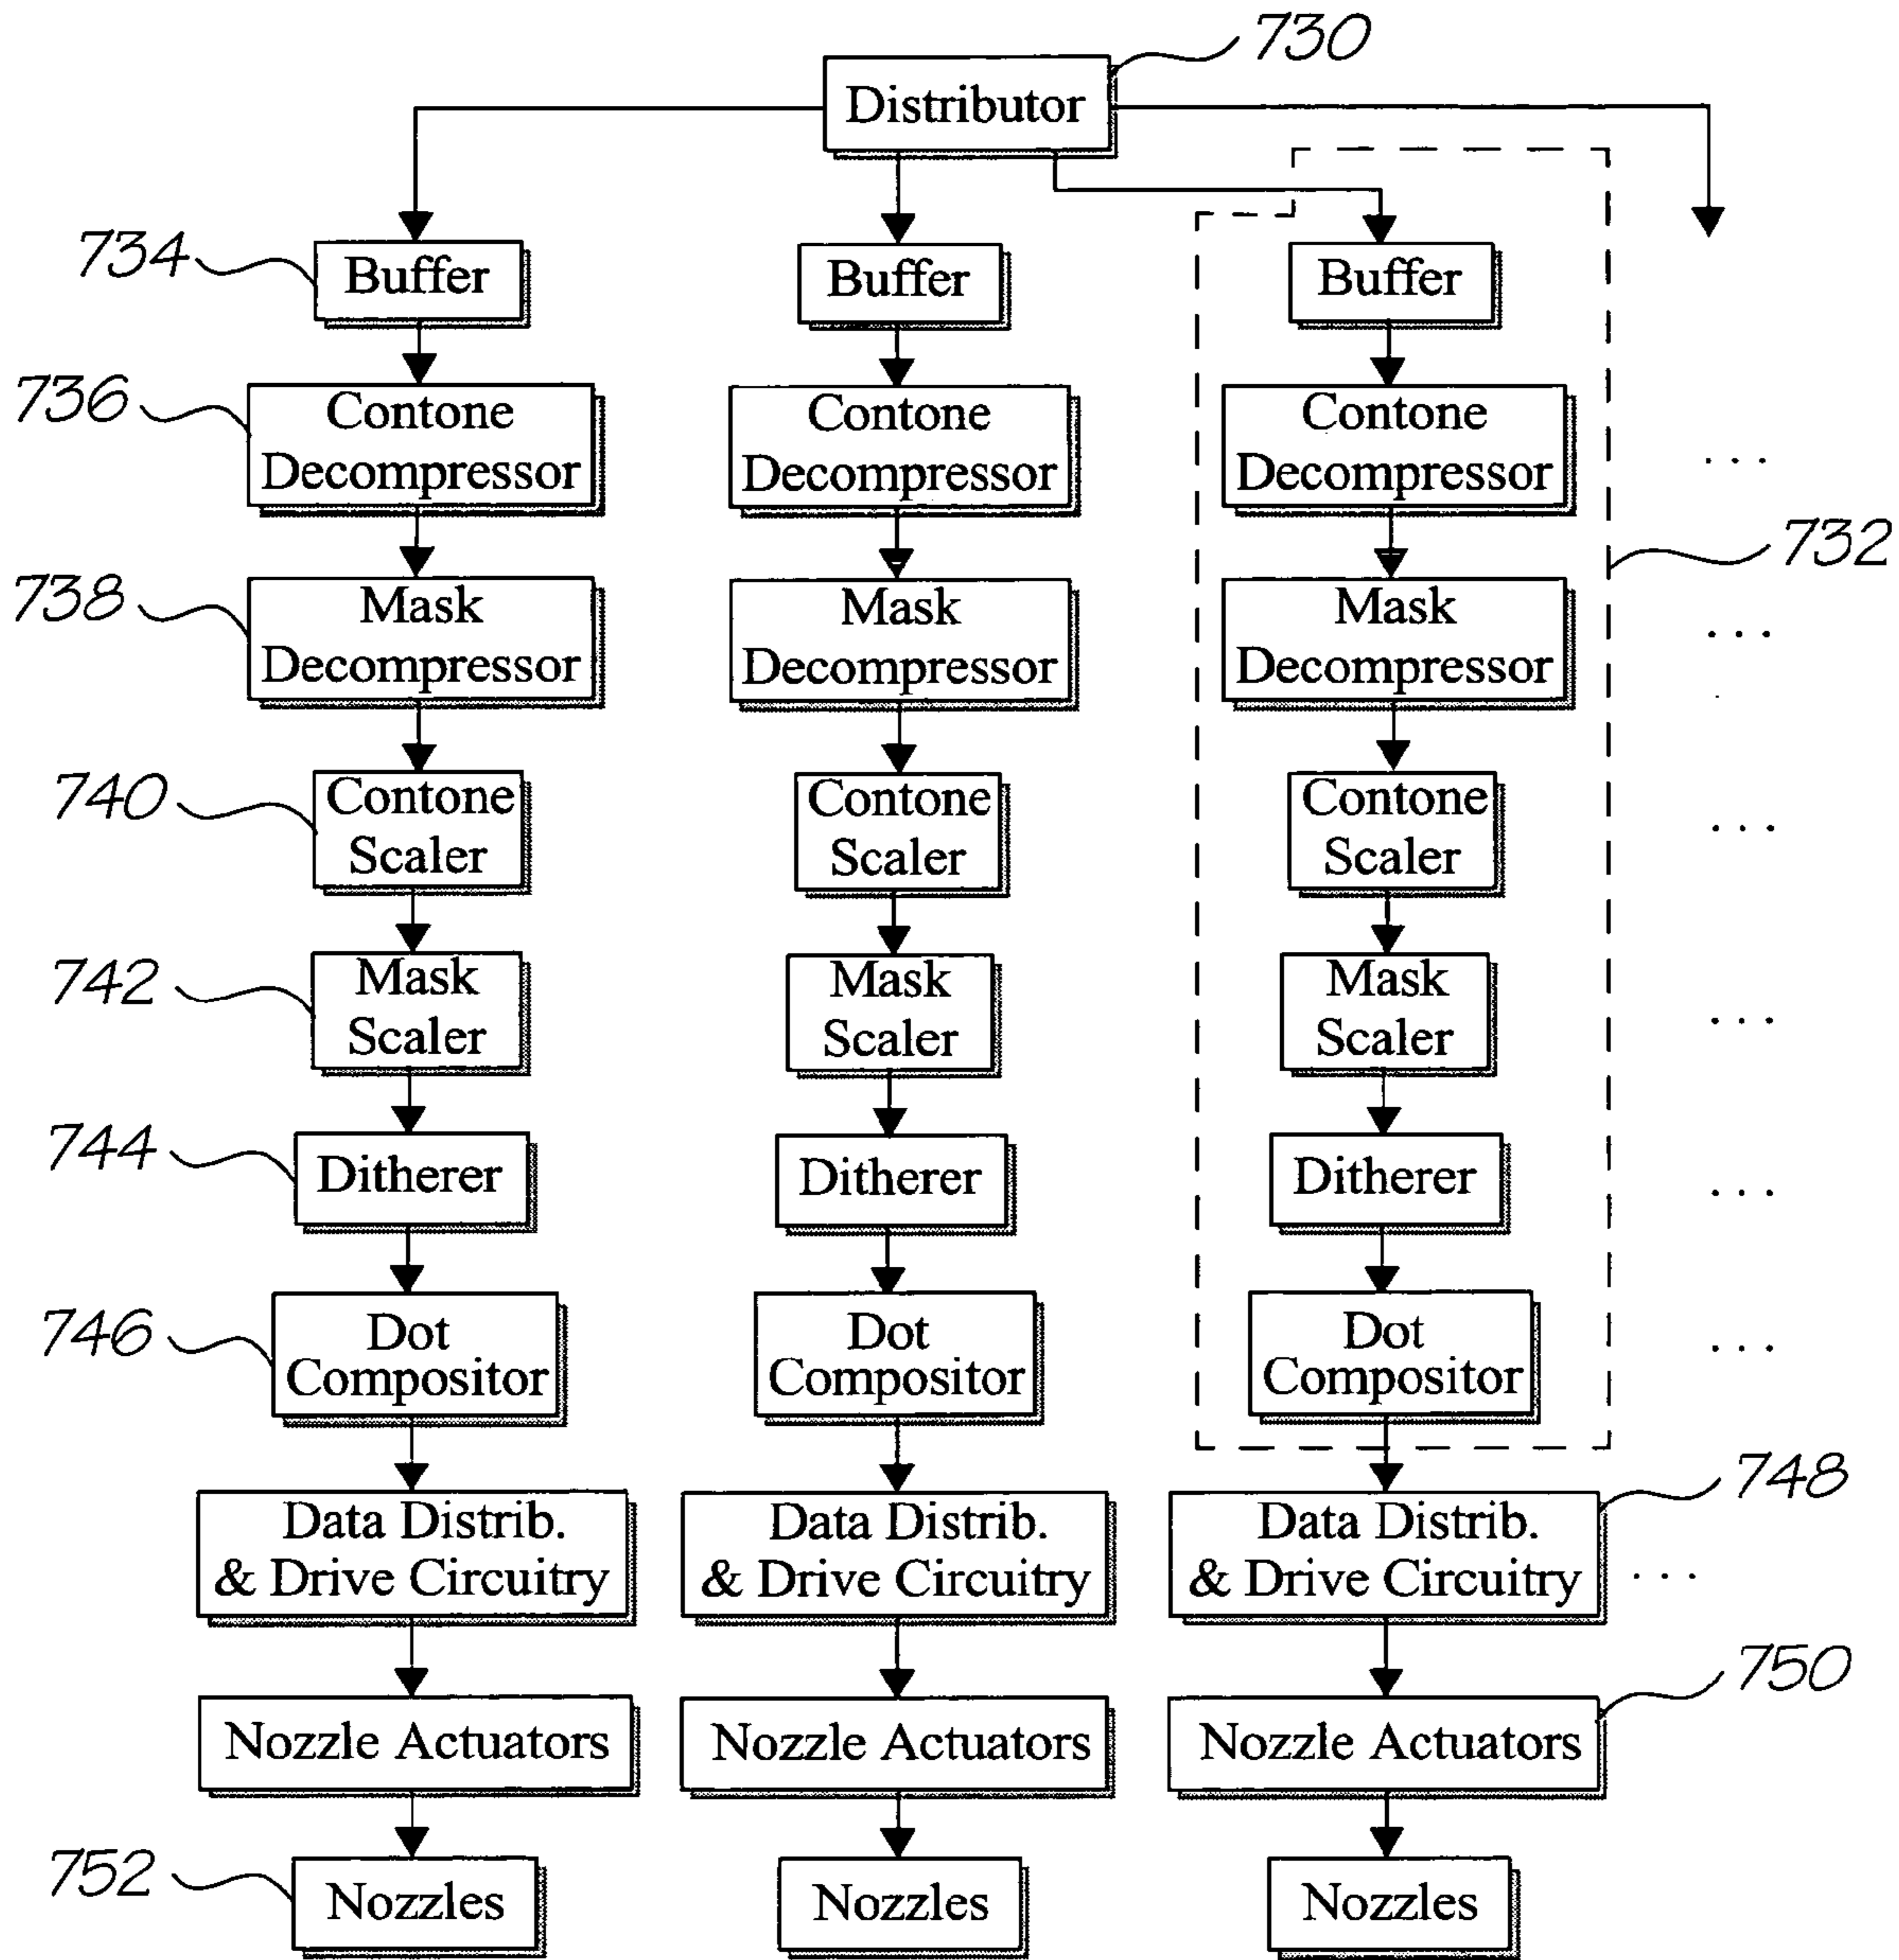 730
Distributor
734
Buffer
Buffer
Buffer
736
Contone
Decompressor
Contone
Decompressor
Contone
Decompressor
...
732
738
Mask
Decompressor
Mask
Decompressor
Mask
Decompressor
...
740
Contone
Scaler
Contone
Scaler
Contone
Scaler
...
742
Mask
Scaler
Mask
Scaler
Mask
Scaler
...
744
Ditherer
Ditherer
Ditherer
...
746
Dot
Compositor
Dot
Compositor
Dot
Compositor
...
748
Data Distrib.
& Drive Circuitry
Data Distrib.
& Drive Circuitry
Data Distrib.
& Drive Circuitry
...
750
Nozzle Actuators
Nozzle Actuators
Nozzle Actuators
752
Nozzles
Nozzles
Nozzles